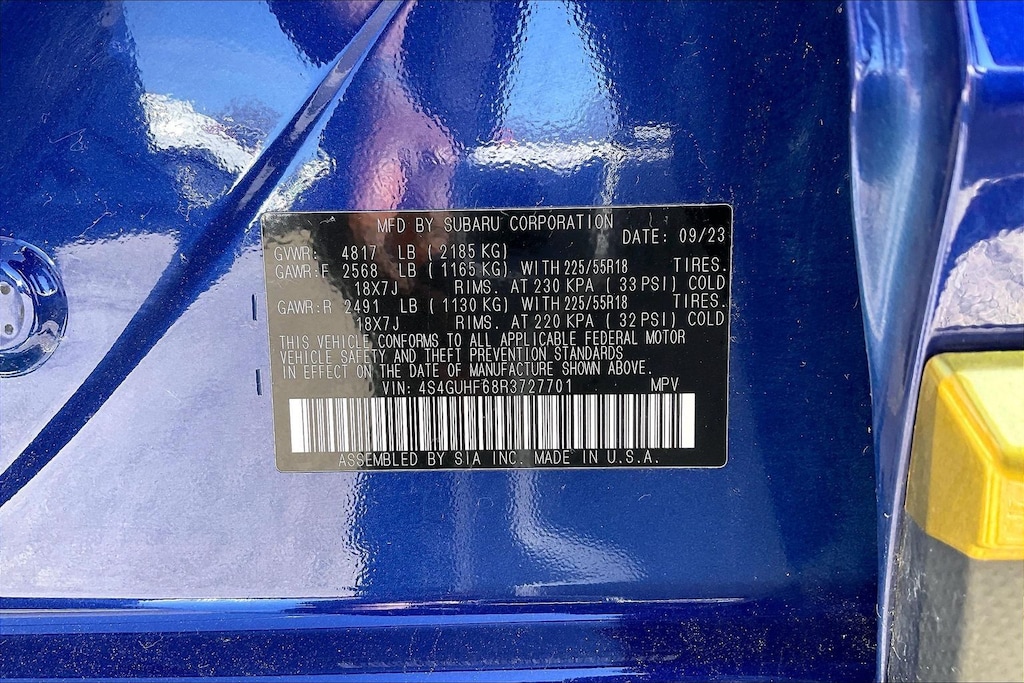 MFD BY SUBARU CORPORATION
DATE: 09/23
GVWR: 4817 LB (2185 KG)
GAWR:F 2568 LB (1165 KG) WITH 225/55R18 TIRES.
18X7J RIMS. AT 230 KPA (33 PSI) COLD
GAWR:R 2491 LB (1130 KG) WITH 225/55R18 TIRES.
18X7J RIMS. AT 220 KPA (32 PSI) COLD
THIS VEHICLE CONFORMS TO ALL APPLICABLE FEDERAL MOTOR
VEHICLE SAFETY AND THEFT PREVENTION STANDARDS
IN EFFECT ON THE DATE OF MANUFACTURE SHOWN ABOVE.
VIN: 4S4GUHF68R3727701 MPV
ASSEMBLED BY SIA INC. MADE IN U.S.A.